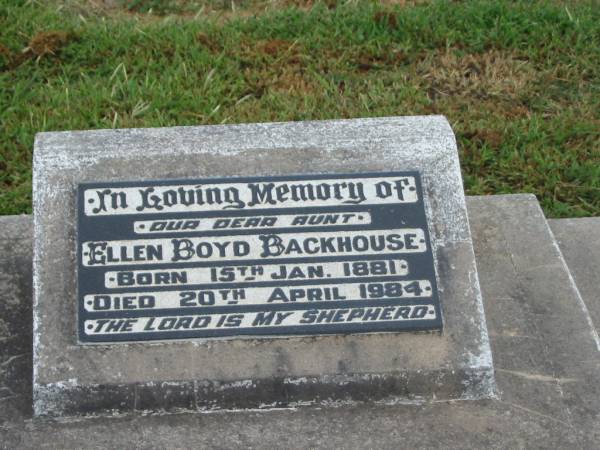 In Loving Memory of
OUR DEAR AUNT
ELLEN BOYD BACKHOUSE
BORN 15TH JAN. 1881
DIED 20TH APRIL 1984
THE LORD IS MY SHEPHERD